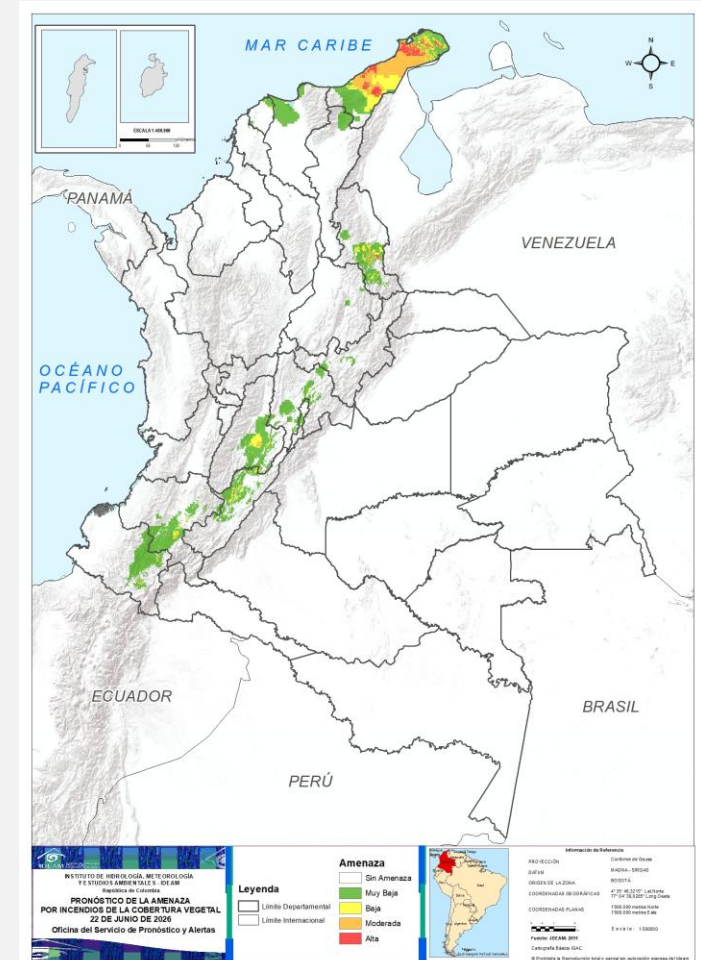 MAR CARIBE
N
W
E
S
ESCALA 1:400.000
PANAMÁ
VENEZUELA
OCÉANO
PACÍFICO
ECUADOR
BRASIL
PERÚ
IDEAM
INSTITUTO DE HIDROLOGÍA, METEOROLOGÍA
Y ESTUDIOS AMBIENTALES - IDEAM
República de Colombia
PRONÓSTICO DE LA AMENAZA
POR INCENDIOS DE LA COBERTURA VEGETAL
22 DE JUNIO DE 2026
Oficina del Servicio de Pronóstico y Alertas
Leyenda
Límite Departamental
Límite Internacional
Amenaza
Sin Amenaza
Muy Baja
Baja
Moderada
Alta
Información de Referencia
PROYECCIÓN
Conforme de Gauss
DATUM
MAGNA - SIRGAS
ORIGEN DE LA ZONA
BOGOTÁ
COORDENADAS GEOGRÁFICAS
COORDENADAS PLANAS
1'000.000 metros Norte
1'000.000 metros Este
Fuente: IDEAM
Cartografía Básica: IGAC